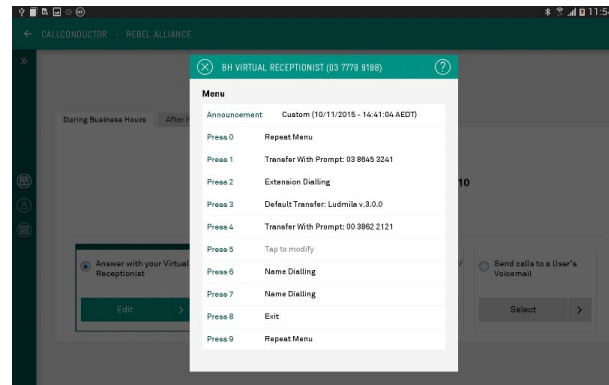 11:54
CALLCONDUCTOR - REBEL ALLIANCE
BH VIRTUAL RECEPTIONIST (03 7779 9198)
Menu
Announcement Custom (10/11/2015 - 14:41:04 AEDT)
Press 0 Repeat Menu
Press 1 Transfer With Prompt: 03 8645 3241
Press 2 Extension Dialling
Press 3 Default Transfer: Ludmila v.3.0.0
Press 4 Transfer With Prompt: 00 3862 2121
Press 5 Tap to modify
Press 6 Name Dialling
Press 7 Name Dialling
Press 8 Exit
Press 9 Repeat Menu
During Business Hours After H
10
Answer with your Virtual
Receptionist
Edit
Send calls to a User's
Voicemail
Select